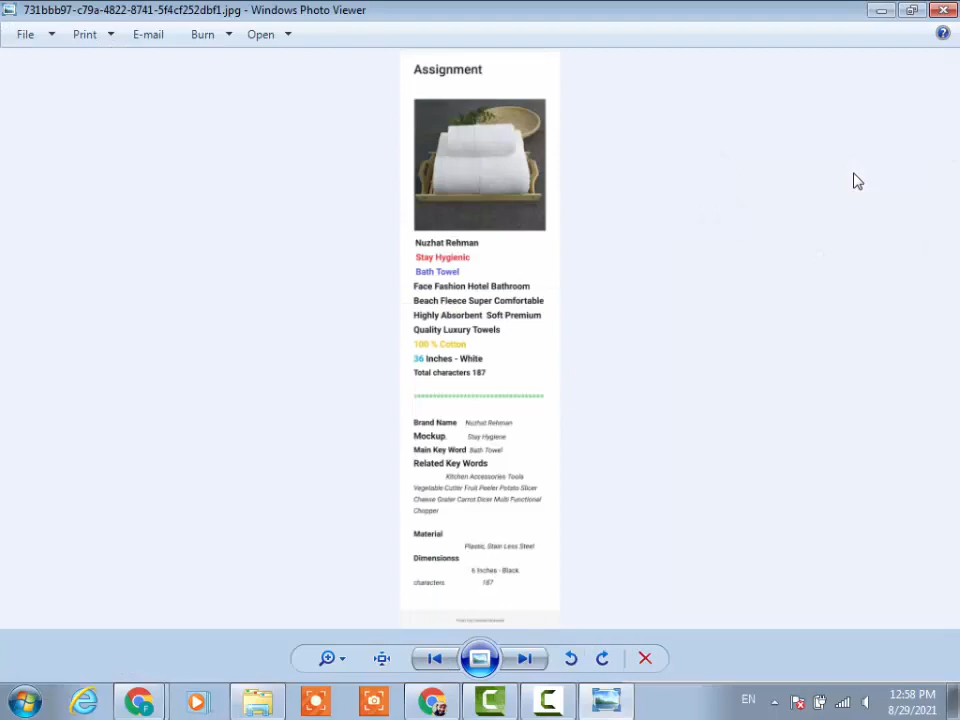 731bbb97-c79a-4822-8741-5f4cf252dbf1.jpg - Windows Photo Viewer
File Print E-mail Burn Open
Assignment
Nuzhat Rehman
Stay Hygienic
Bath Towel
Face Fashion Hotel Bathroom
Beach Fleece Super Comfortable
Highly Absorbent Soft Premium
Quality Luxury Towels
100 % Cotton
36 Inches - White
Total characters 187
Brand Name Nuzhat Rehman
Mockup. Stay Hygiene
Main Key Word Bath Towel
Related Key Words
Kitchen Accessories Tools
Vegetable Cutter Fruit Peeler Potato Slicer
Cheese Grater Carrot Dicer Multi Functional
Chopper
Material
Plastic, Stain Less Steel
Dimensionss
6 Inches - Black
characters 187
EN
12:58 PM
8/29/2021